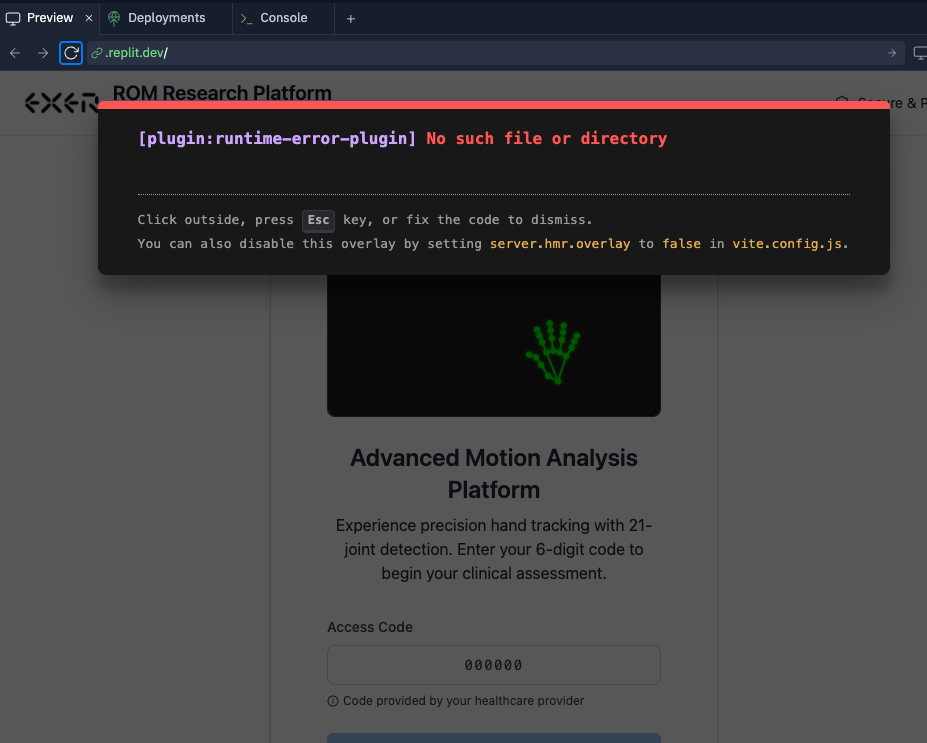 Preview × Deployments >_ Console +
.replit.dev/
EXER ROM Research Platform Secure & P
[plugin:runtime-error-plugin] No such file or directory
Click outside, press Esc key, or fix the code to dismiss.
You can also disable this overlay by setting server.hmr.overlay to false in vite.config.js.
Advanced Motion Analysis
Platform
Experience precision hand tracking with 21-
joint detection. Enter your 6-digit code to
begin your clinical assessment.
Access Code
000000
Code provided by your healthcare provider